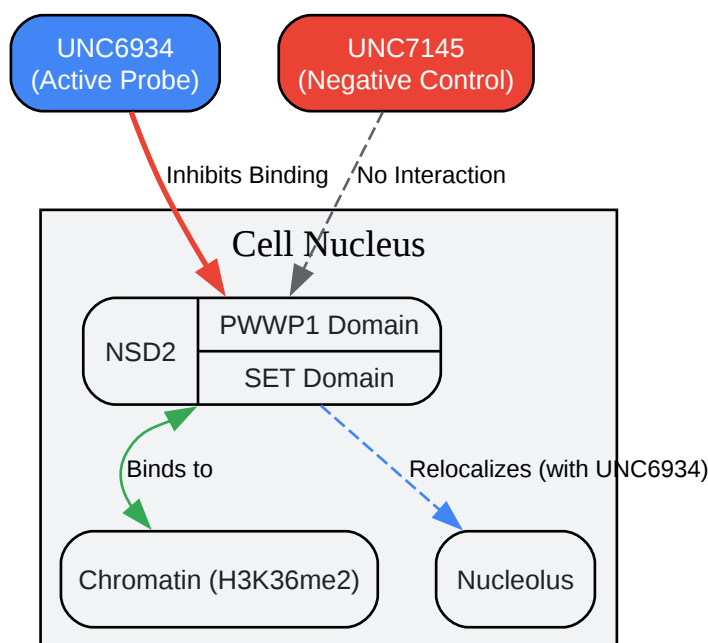 UNC6934
(Active Probe)
UNC7145
(Negative Control)
Inhibits Binding
No Interaction
Cell Nucleus
NSD2
PWWP1 Domain
SET Domain
Binds to
Relocalizes (with UNC6934)
Chromatin (H3K36me2)
Nucleolus